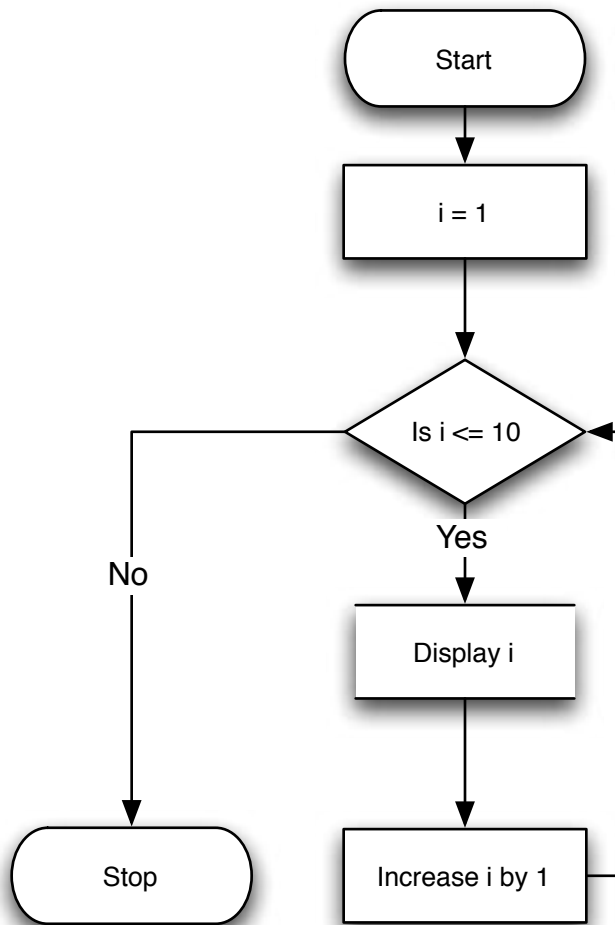 Start
i = 1
Is i <= 10
Yes
No
Display i
Stop
Increase i by 1